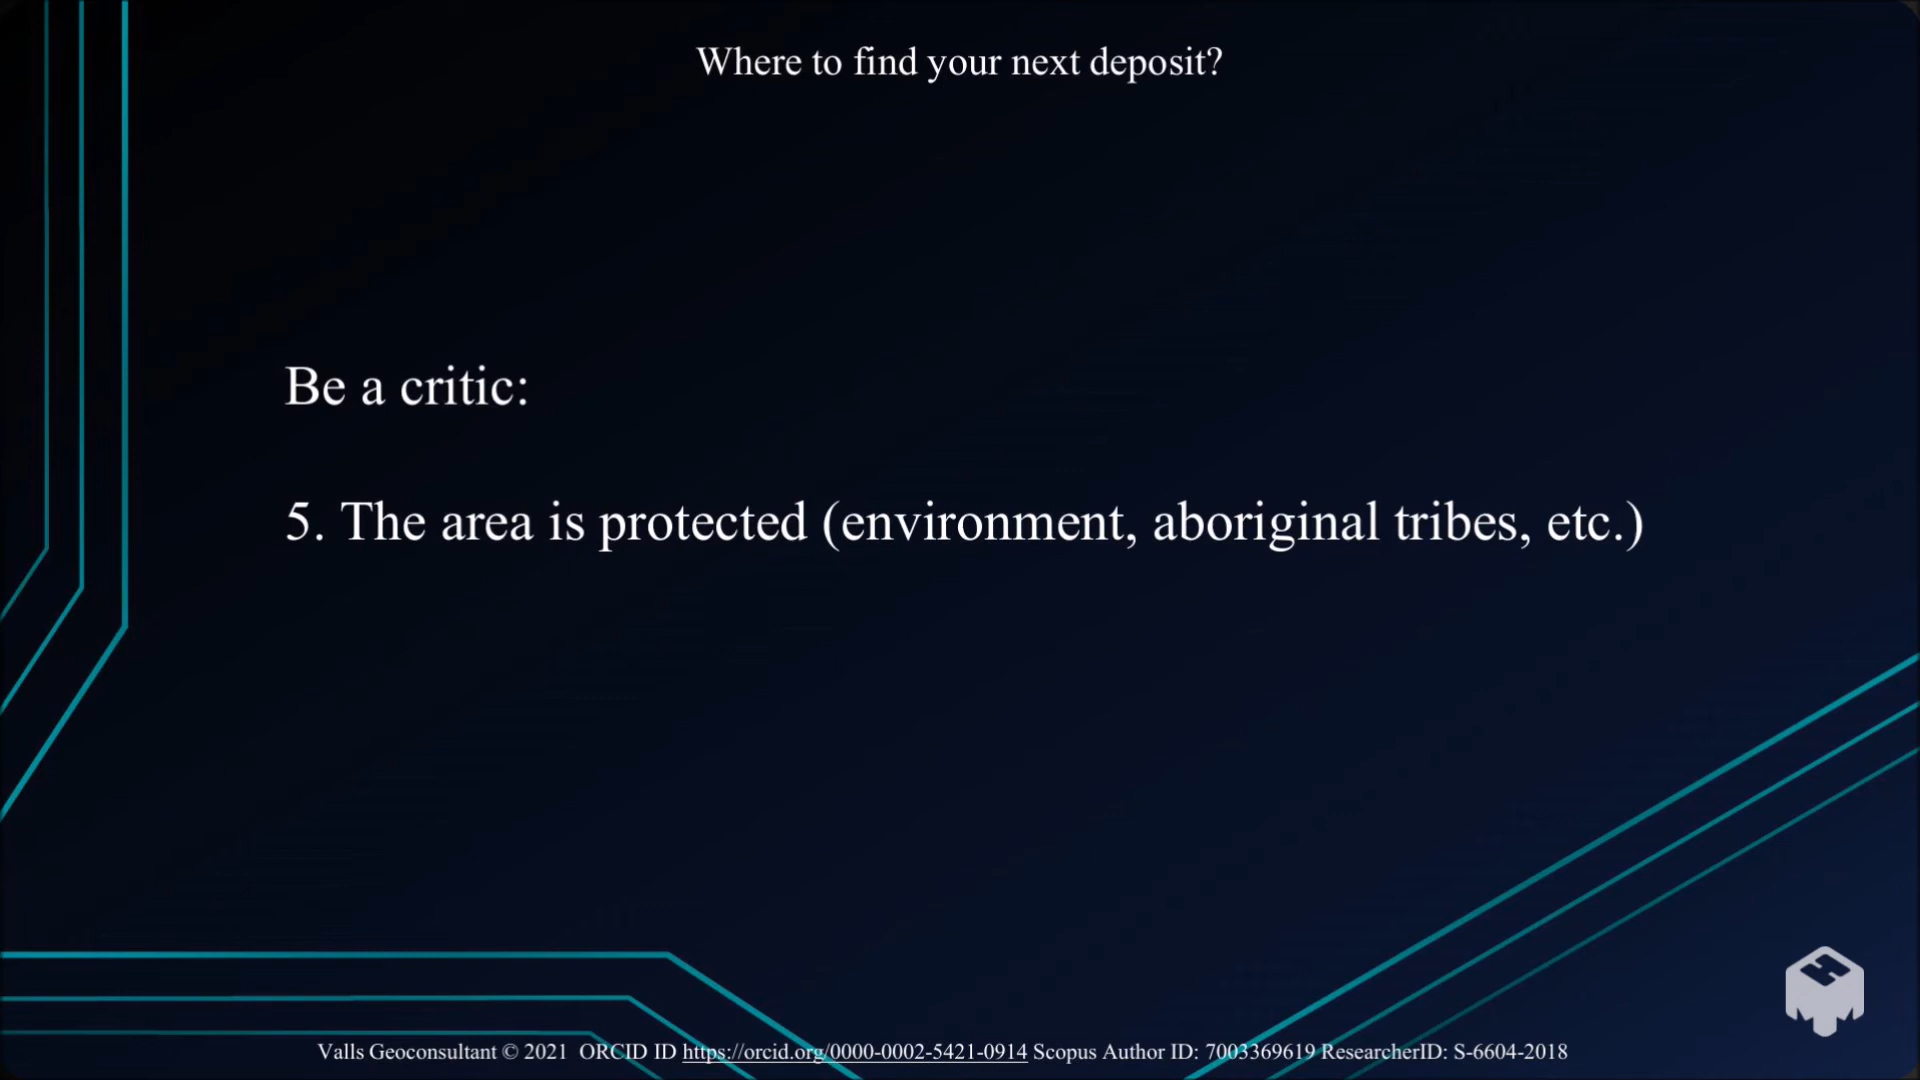 Where to find your next deposit?
Be a critic:
5. The area is protected (environment, aboriginal tribes, etc.)
Valls Geoconsultant © 2021 ORCID ID https://orcid.org/0000-0002-5421-0914 Scopus Author ID: 7003369619 ResearcherID: S-6604-2018